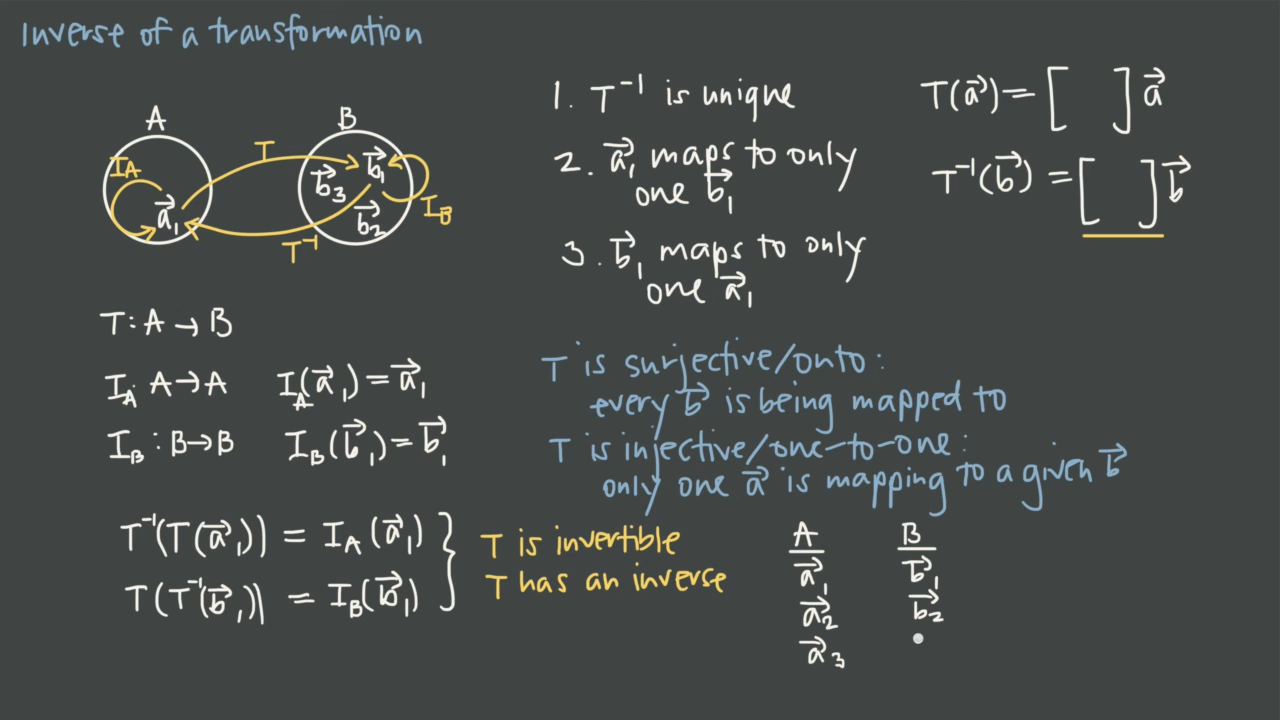 Inverse of a transformation
A
B
T
I_A
a⃗₁
b⃗₁
b⃗₃
b⃗₂
I_B
T⁻¹
T: A → B
I_A: A → A  I_A(a⃗₁) = a⃗₁
I_B: B → B  I_B(b⃗₁) = b⃗₁
T⁻¹(T(a⃗₁)) = I_A(a⃗₁)
T(T⁻¹(b⃗₁)) = I_B(b⃗₁)
T is invertible
T has an inverse
1. T⁻¹ is unique
2. a⃗₁ maps to only
one b⃗₁
3. b⃗₁ maps to only
one a⃗₁
T(a⃗) = [ ] a⃗
T⁻¹(b⃗) = [ ] b⃗
T is surjective/onto:
every b⃗ is being mapped to
T is injective/one-to-one:
only one a⃗ is mapping to a given b⃗
A B
a⃗₁ b⃗₁
a⃗₂ b⃗₂
a⃗₃